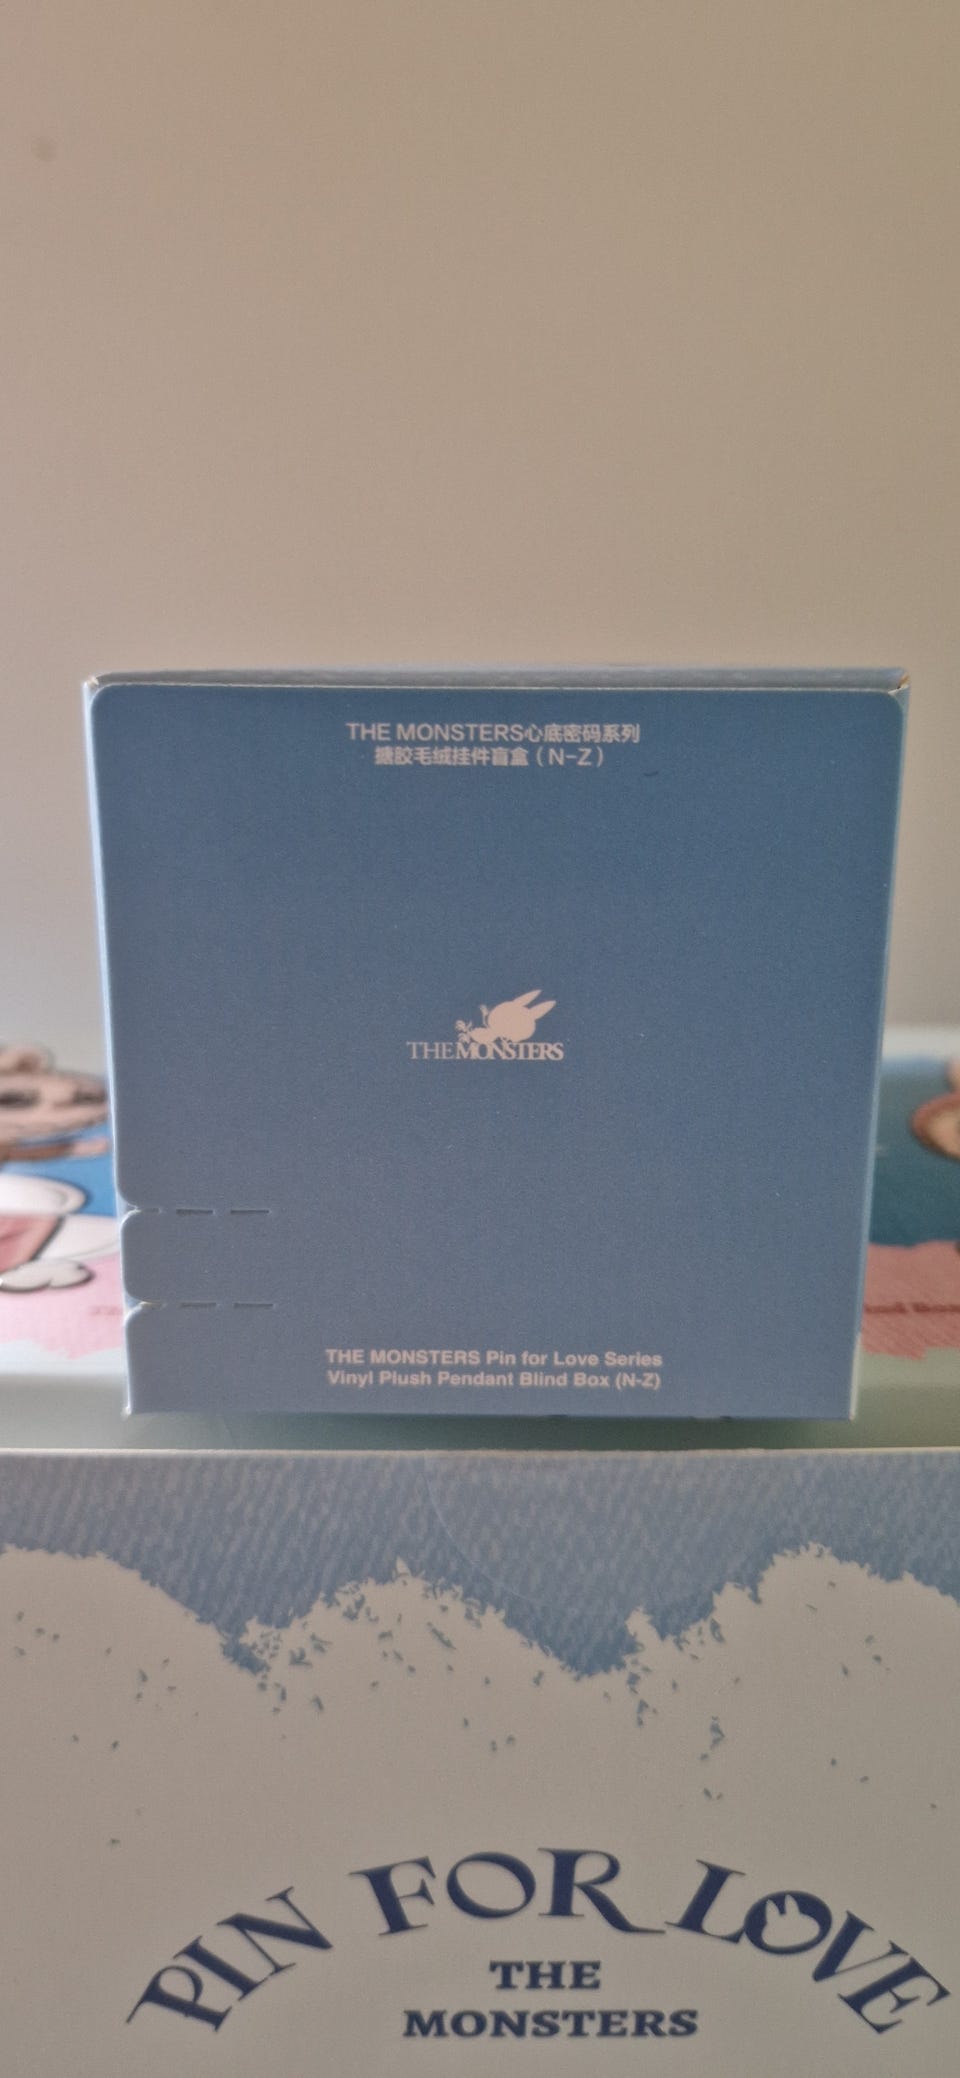 THE MONSTERS心底密码系列
搪胶毛绒挂件盲盒（N-Z）
THE MONSTERS
THE MONSTERS Pin for Love Series
Vinyl Plush Pendant Blind Box (N-Z)
PIN FOR LOVE
THE
MONSTERS